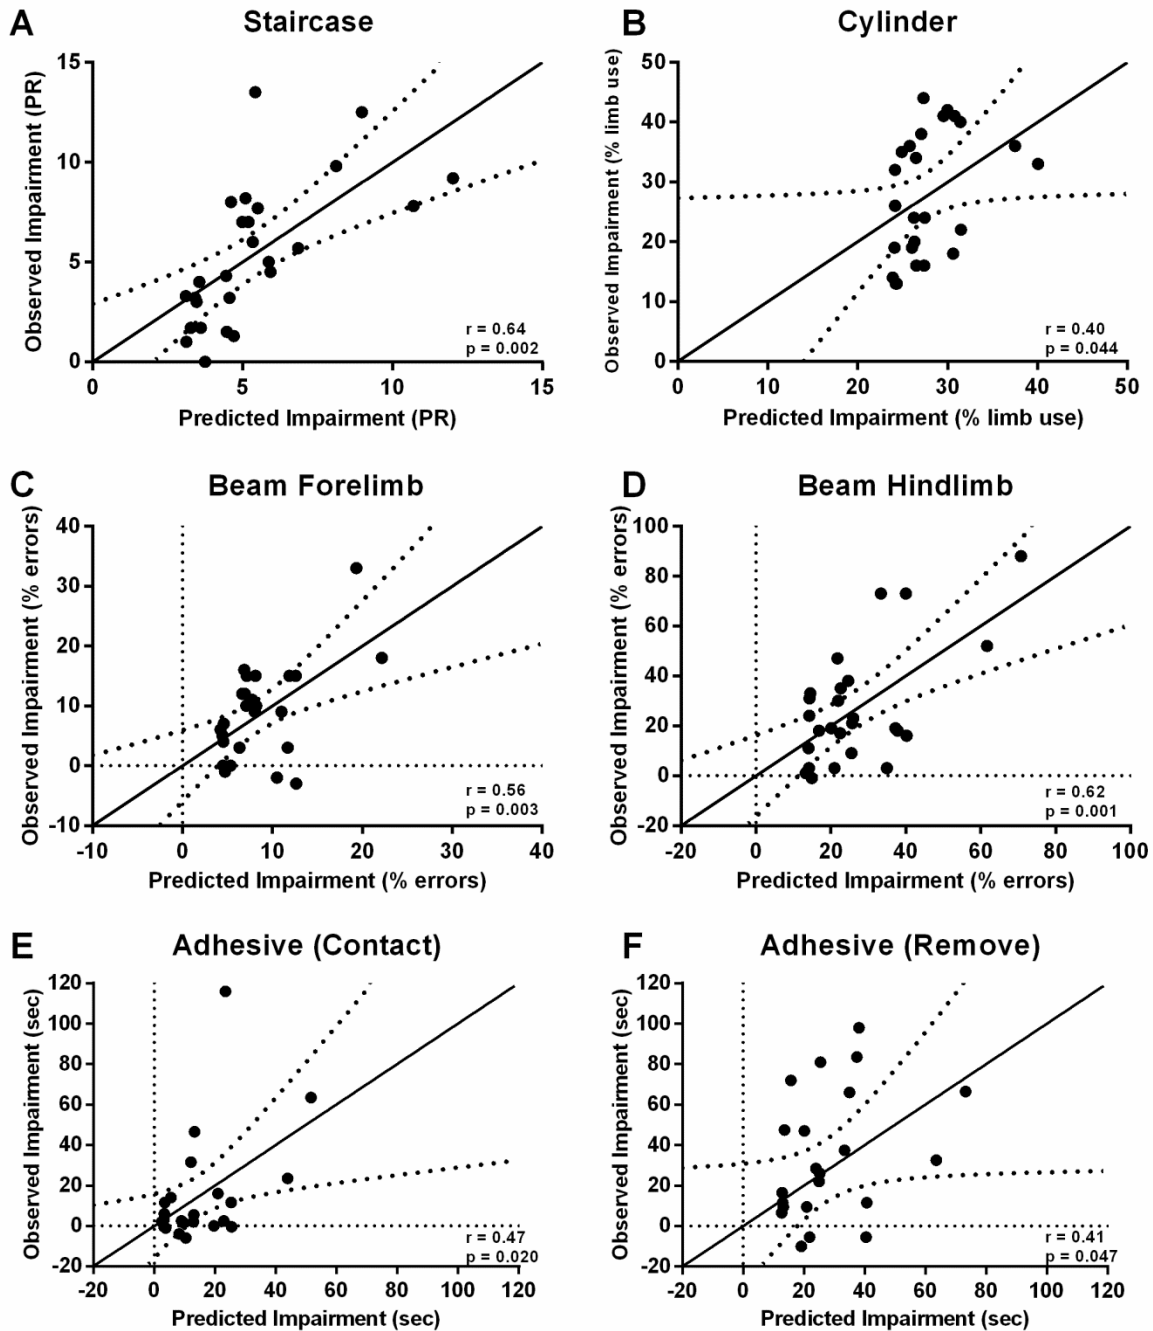 A
Staircase
Observed Impairment (PR)
15
10
5
0
0 5 10 15
r = 0.64
p = 0.002
Predicted Impairment (PR)
B
Cylinder
Observed Impairment (% limb use)
50
40
30
20
10
0
0 10 20 30 40 50
r = 0.40
p = 0.044
Predicted Impairment (% limb use)
C
Beam Forelimb
Observed Impairment (% errors)
40
30
20
10
0
-10
-10 0 10 20 30 40
r = 0.56
p = 0.003
Predicted Impairment (% errors)
D
Beam Hindlimb
Observed Impairment (% errors)
100
80
60
40
20
0
-20
-20 0 20 40 60 80 100
r = 0.62
p = 0.001
Predicted Impairment (% errors)
E
Adhesive (Contact)
Observed Impairment (sec)
120
100
80
60
40
20
0
-20
-20 0 20 40 60 80 100 120
r = 0.47
p = 0.020
Predicted Impairment (sec)
F
Adhesive (Remove)
Observed Impairment (sec)
120
100
80
60
40
20
0
-20
-20 0 20 40 60 80 100 120
r = 0.41
p = 0.047
Predicted Impairment (sec)